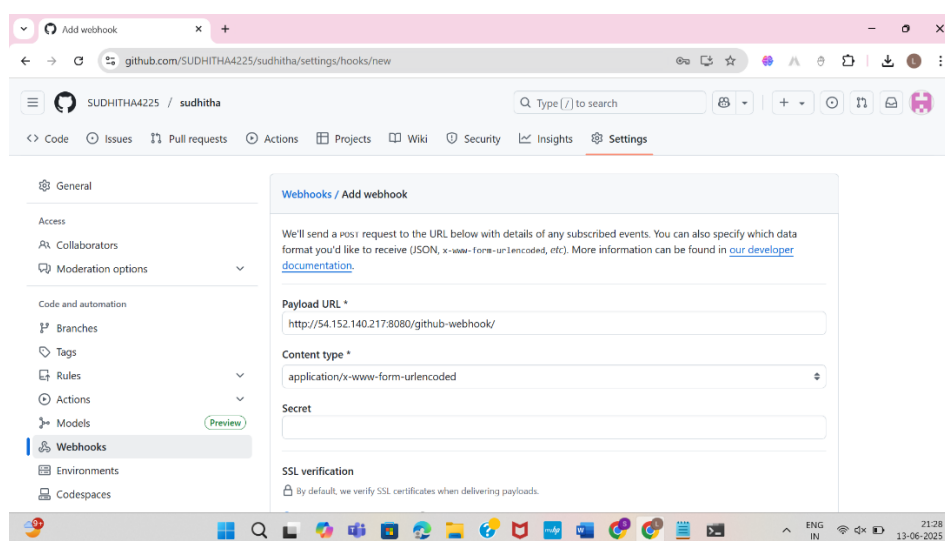 Add webhook
github.com/SUDHITHA4225/sudhitha/settings/hooks/new
L
SUDHITHA4225 / sudhitha
Type / to search
Code Issues Pull requests Actions Projects Wiki Security Insights Settings
General
Access
Collaborators
Moderation options
Code and automation
Branches
Tags
Rules
Actions
Models Preview
Webhooks
Environments
Codespaces
Webhooks / Add webhook
We'll send a POST request to the URL below with details of any subscribed events. You can also specify which data
format you'd like to receive (JSON, x-www-form-urlencoded, etc). More information can be found in our developer
documentation.
Payload URL *
http://54.152.140.217:8080/github-webhook/
Content type *
application/x-www-form-urlencoded
Secret
SSL verification
By default, we verify SSL certificates when delivering payloads.
9+
ENG
IN
21:28
13-06-2025